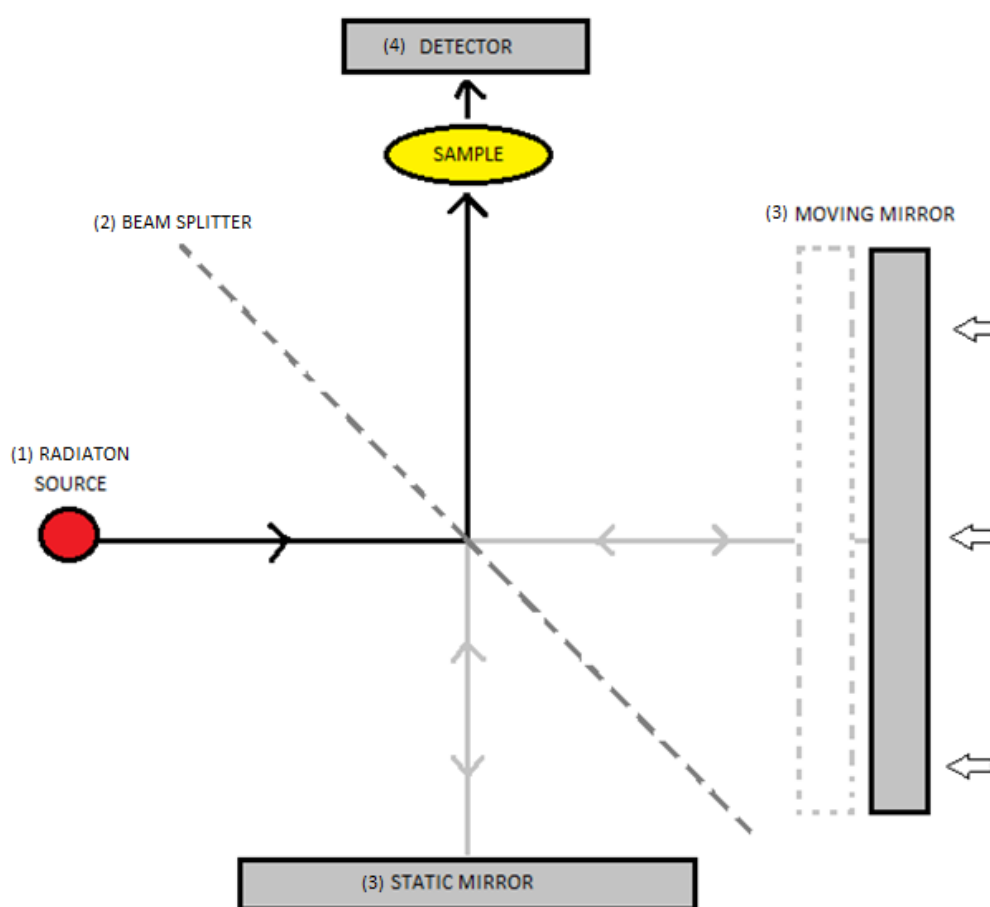 (4) DETECTOR
SAMPLE
(2) BEAM SPLITTER
(3) MOVING MIRROR
(1) RADIATON
SOURCE
(3) STATIC MIRROR